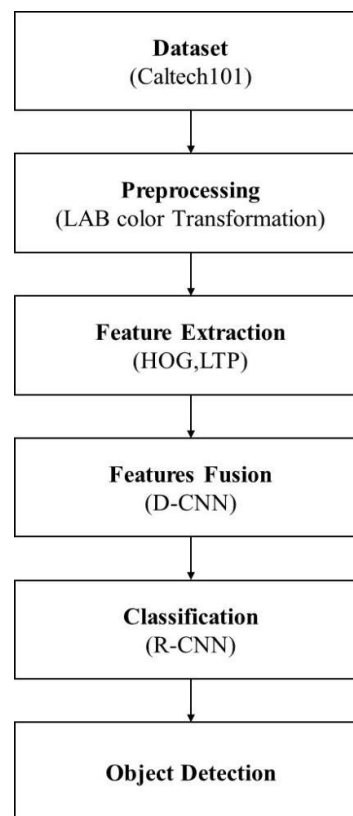 Dataset
(Caltech101)
Preprocessing
(LAB color Transformation)
Feature Extraction
(HOG,LTP)
Features Fusion
(D-CNN)
Classification
(R-CNN)
Object Detection